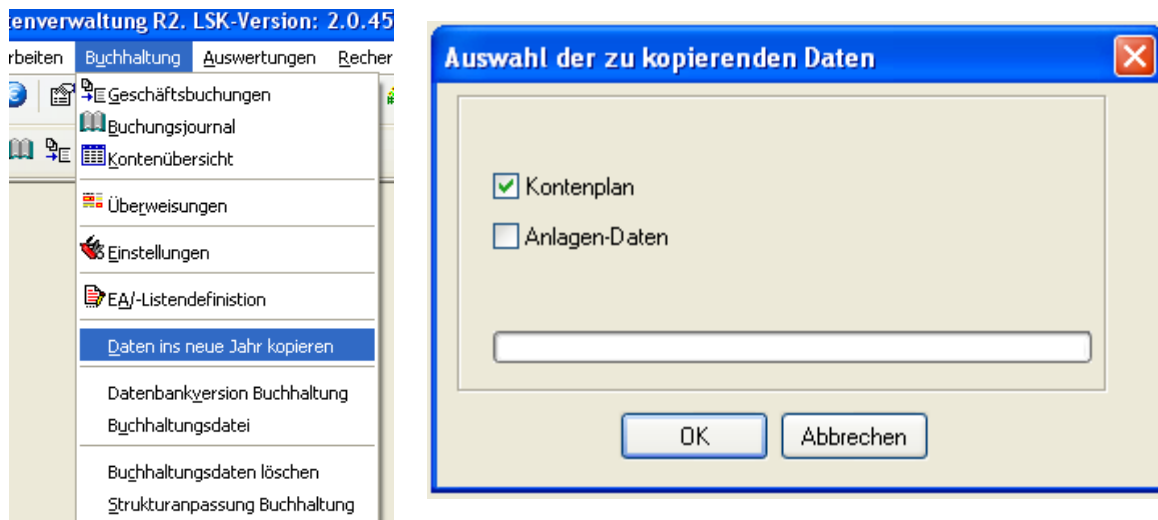 tenverwaltung R2. LSK-Version: 2.0.45
rbeiten Buchhaltung Auswertungen Recher
Geschäftsbuchungen
Buchungsjournal
Kontenübersicht
Überweisungen
Einstellungen
EA/-Listendefinistion
Daten ins neue Jahr kopieren
Datenbankversion Buchhaltung
Buchhaltungsdatei
Buchhaltungsdaten löschen
Strukturanpassung Buchhaltung
Auswahl der zu kopierenden Daten
Kontenplan
Anlagen-Daten
OK Abbrechen